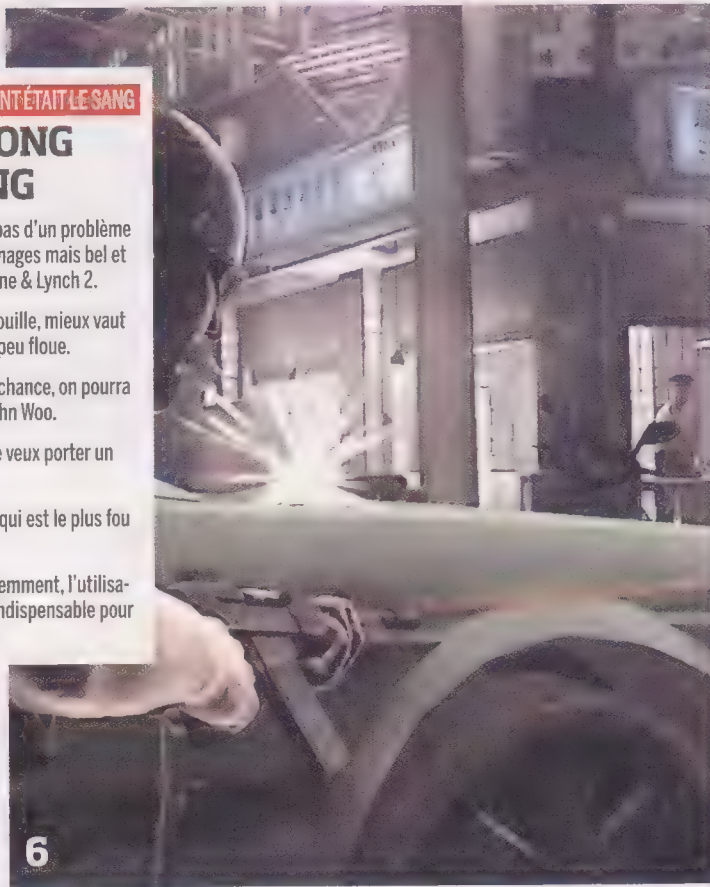 NT ÉTAIT LE SANG
ONG
NG
pas d'un problème
nages mais bel et
ne & Lynch 2.
ouille, mieux vaut
peu floue.
chance, on pourra
hn Woo.
e veux porter un
qui est le plus fou
emment, l'utilisa-
ndispensable pour
6